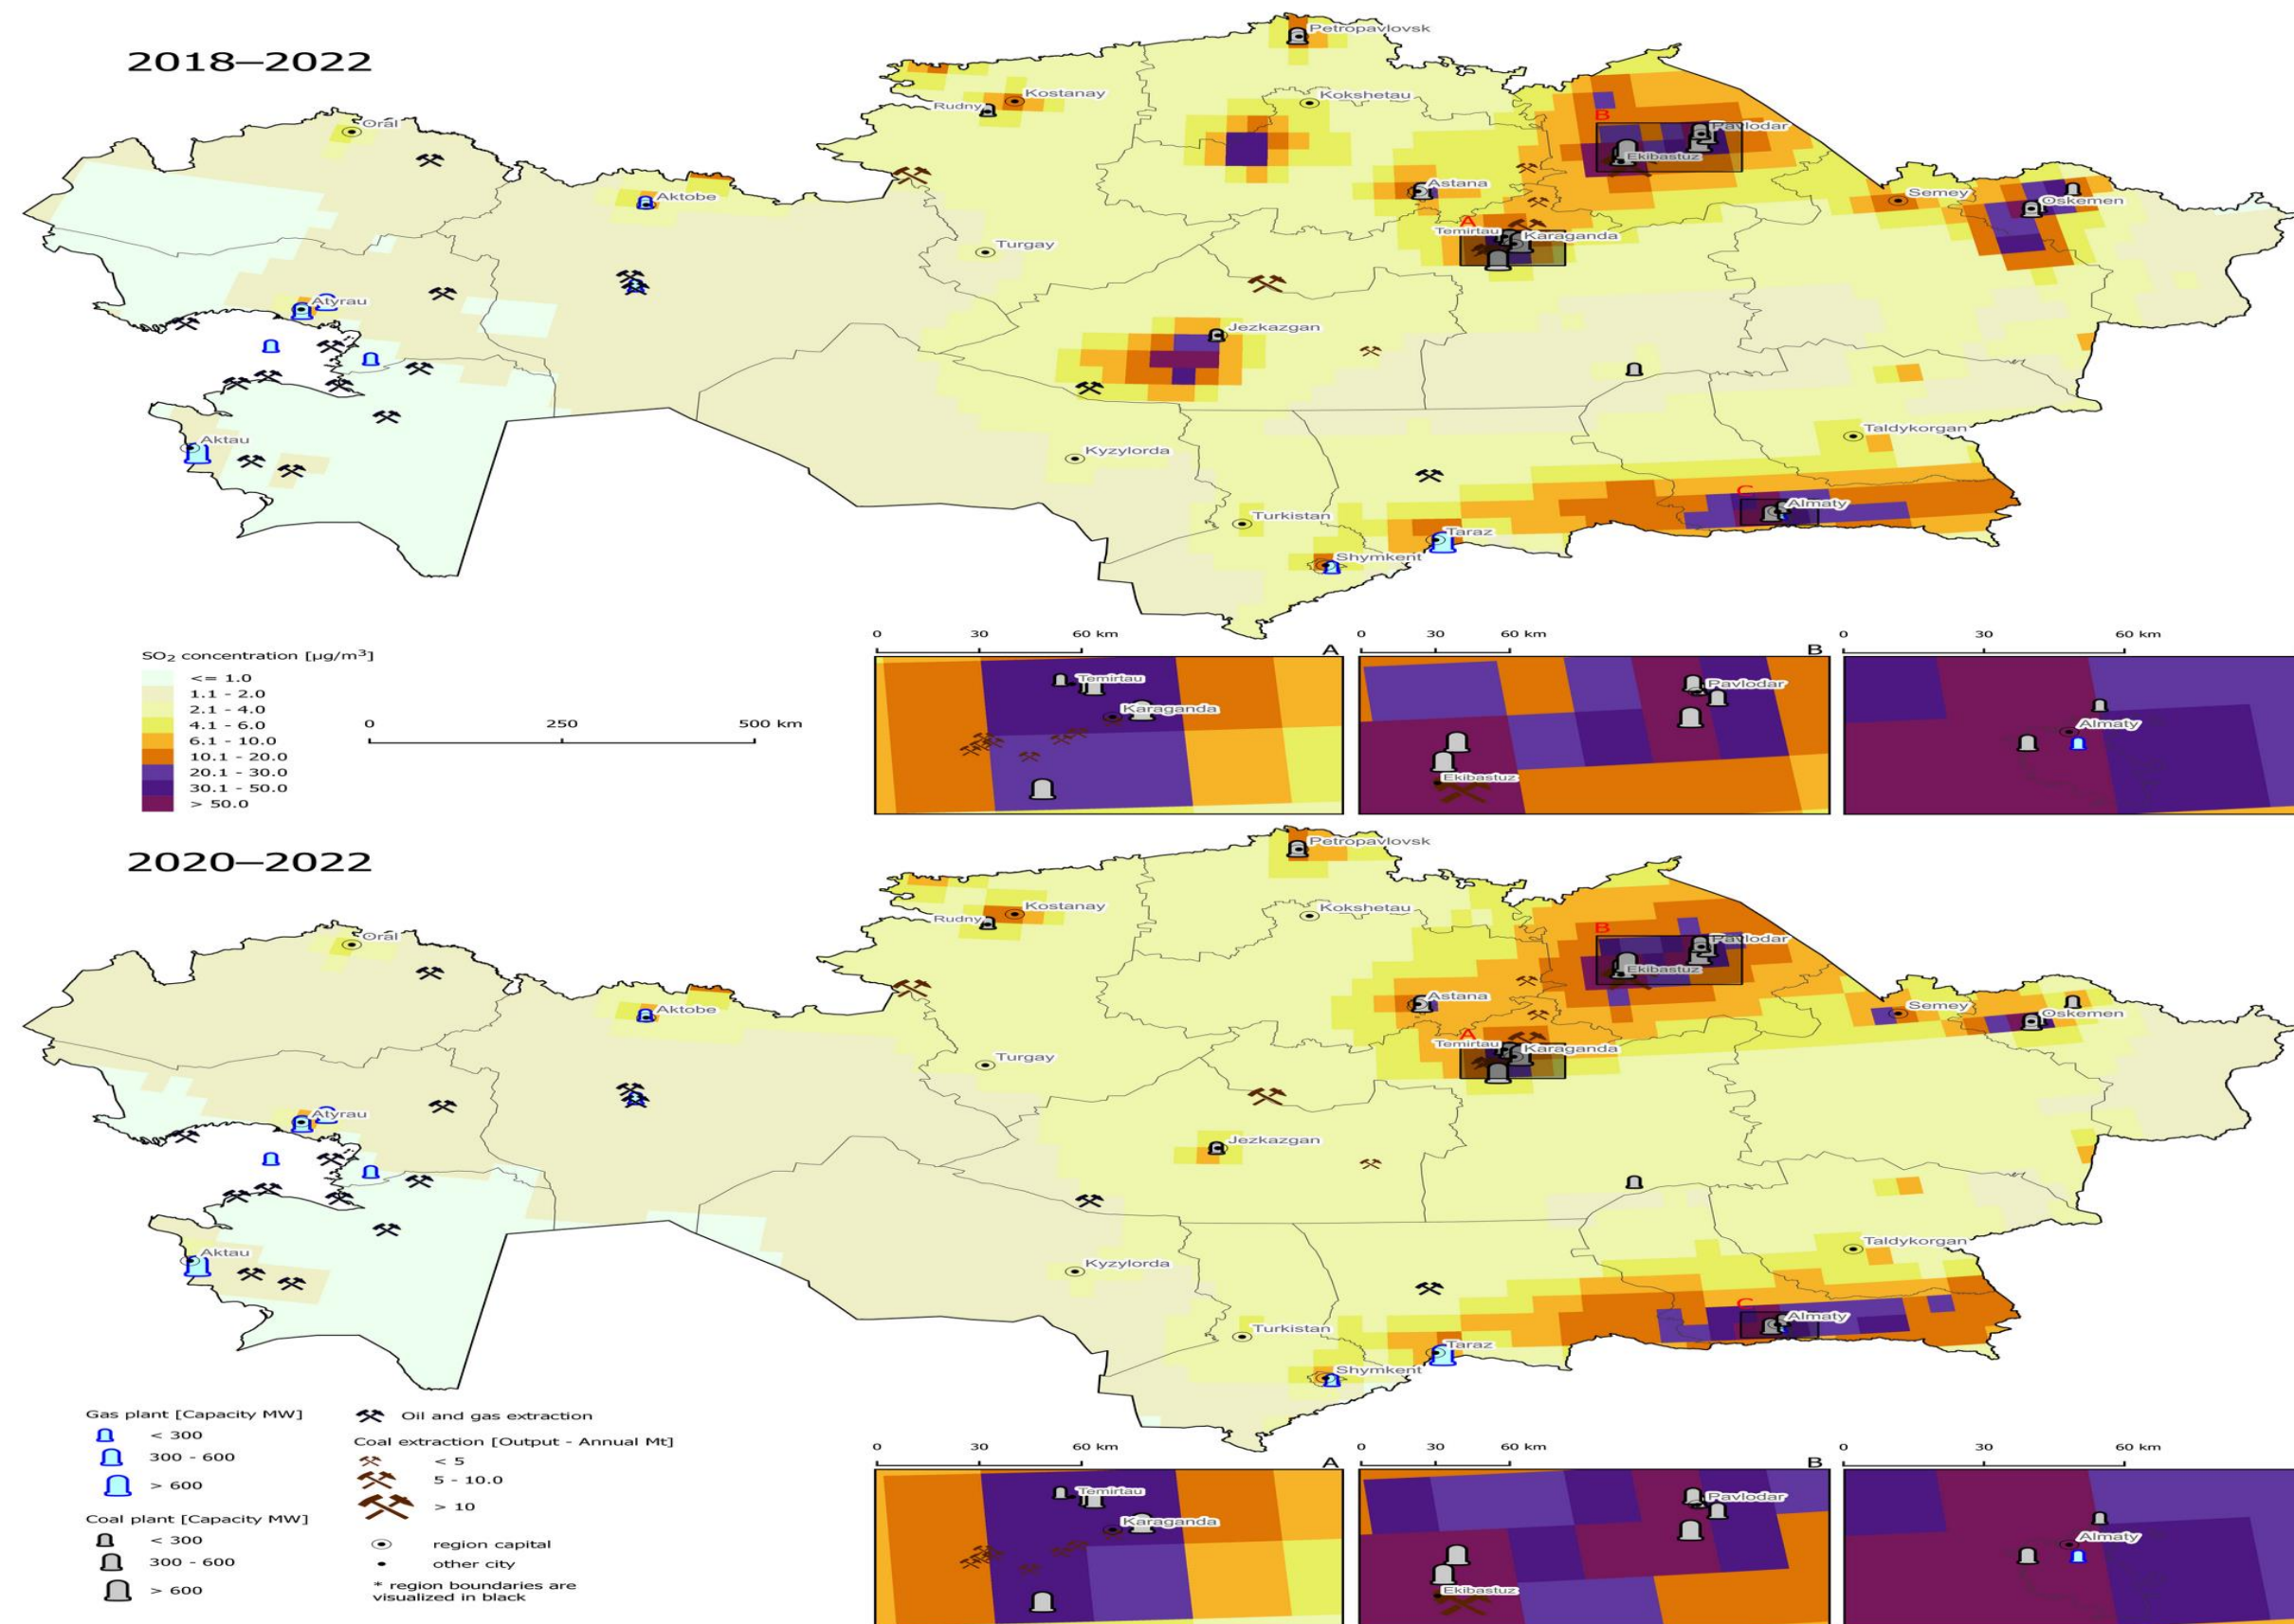 2018–2022
Petropavlovsk
Kostanay
Rudny
Kokshetau
Oral
B
Pavlodar
Ekibastuz
Aktobe
Astana
Semey
Oskemen
A
Temirtau
Karaganda
Turgay
Atyrau
Jezkazgan
Aktau
Taldykorgan
Kyzylorda
C
Almaty
Turkistan
Taraz
Shymkent
SO₂ concentration [µg/m³]
<= 1.0
1.1 - 2.0
2.1 - 4.0
4.1 - 6.0
6.1 - 10.0
10.1 - 20.0
20.1 - 30.0
30.1 - 50.0
> 50.0
0 250 500 km
0 30 60 km
A
Temirtau
Karaganda
0 30 60 km
B
Pavlodar
Ekibastuz
0 30 60 km
Almaty
2020–2022
Petropavlovsk
Kostanay
Rudny
Kokshetau
Oral
B
Pavlodar
Ekibastuz
Aktobe
Astana
Semey
Oskemen
A
Temirtau
Karaganda
Turgay
Atyrau
Jezkazgan
Aktau
Taldykorgan
Kyzylorda
C
Almaty
Turkistan
Taraz
Shymkent
Gas plant [Capacity MW]
< 300
300 - 600
> 600
Coal plant [Capacity MW]
< 300
300 - 600
> 600
Oil and gas extraction
Coal extraction [Output - Annual Mt]
< 5
5 - 10.0
> 10
region capital
other city
* region boundaries are
visualized in black
0 30 60 km
A
Temirtau
Karaganda
0 30 60 km
B
Pavlodar
Ekibastuz
0 30 60 km
Almaty